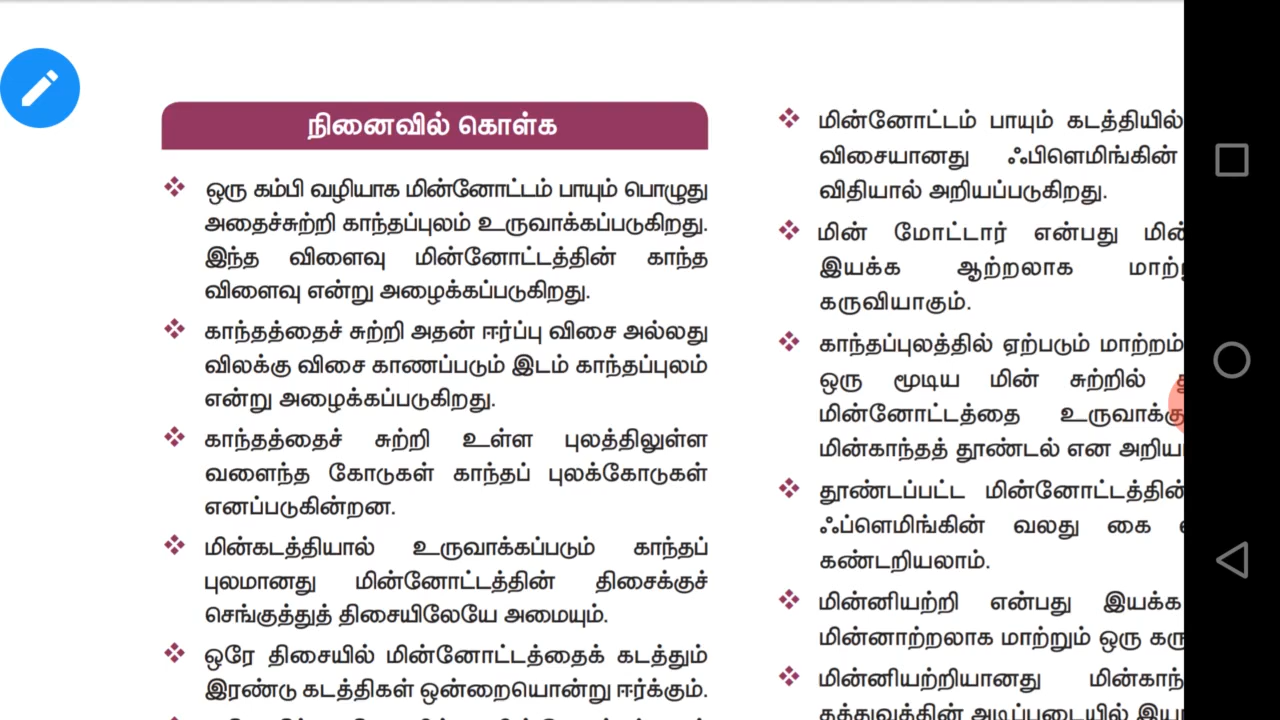 நினைவில் கொள்க
ஒரு கம்பி வழியாக மின்னோட்டம் பாயும் பொழுது
அதைச்சுற்றி காந்தப்புலம் உருவாக்கப்படுகிறது.
இந்த விளைவு மின்னோட்டத்தின் காந்த
விளைவு என்று அழைக்கப்படுகிறது.
காந்தத்தைச் சுற்றி அதன் ஈர்ப்பு விசை அல்லது
விலக்கு விசை காணப்படும் இடம் காந்தப்புலம்
என்று அழைக்கப்படுகிறது.
காந்தத்தைச் சுற்றி உள்ள புலத்திலுள்ள
வளைந்த கோடுகள் காந்தப் புலக்கோடுகள்
எனப்படுகின்றன.
மின்கடத்தியால் உருவாக்கப்படும் காந்தப்
புலமானது மின்னோட்டத்தின் திசைக்குச்
செங்குத்துத் திசையிலேயே அமையும்.
ஒரே திசையில் மின்னோட்டத்தைக் கடத்தும்
இரண்டு கடத்திகள் ஒன்றையொன்று ஈர்க்கும்.
மின்னோட்டம் பாயும் கடத்தியில்
விசையானது ஃபிளெமிங்கின்
விதியால் அறியப்படுகிறது.
மின் மோட்டார் என்பது
இயக்க ஆற்றலாக
கருவியாகும்.
காந்தப்புலத்தில் ஏற்படும் மாற்றம்
ஒரு மூடிய மின் சுற்றில்
மின்னோட்டத்தை
மின்காந்தத் தூண்டல் என
தூண்டப்பட்ட மின்னோட்டத்தின்
ஃப்ளெமிங்கின் வலது கை
கண்டறியலாம்.
மின்னியற்றி என்பது இயக்க
மின்னாற்றலாக மாற்றும் ஒரு
மின்னியற்றியானது
தத்துவத்தின் அடிப்படையில்